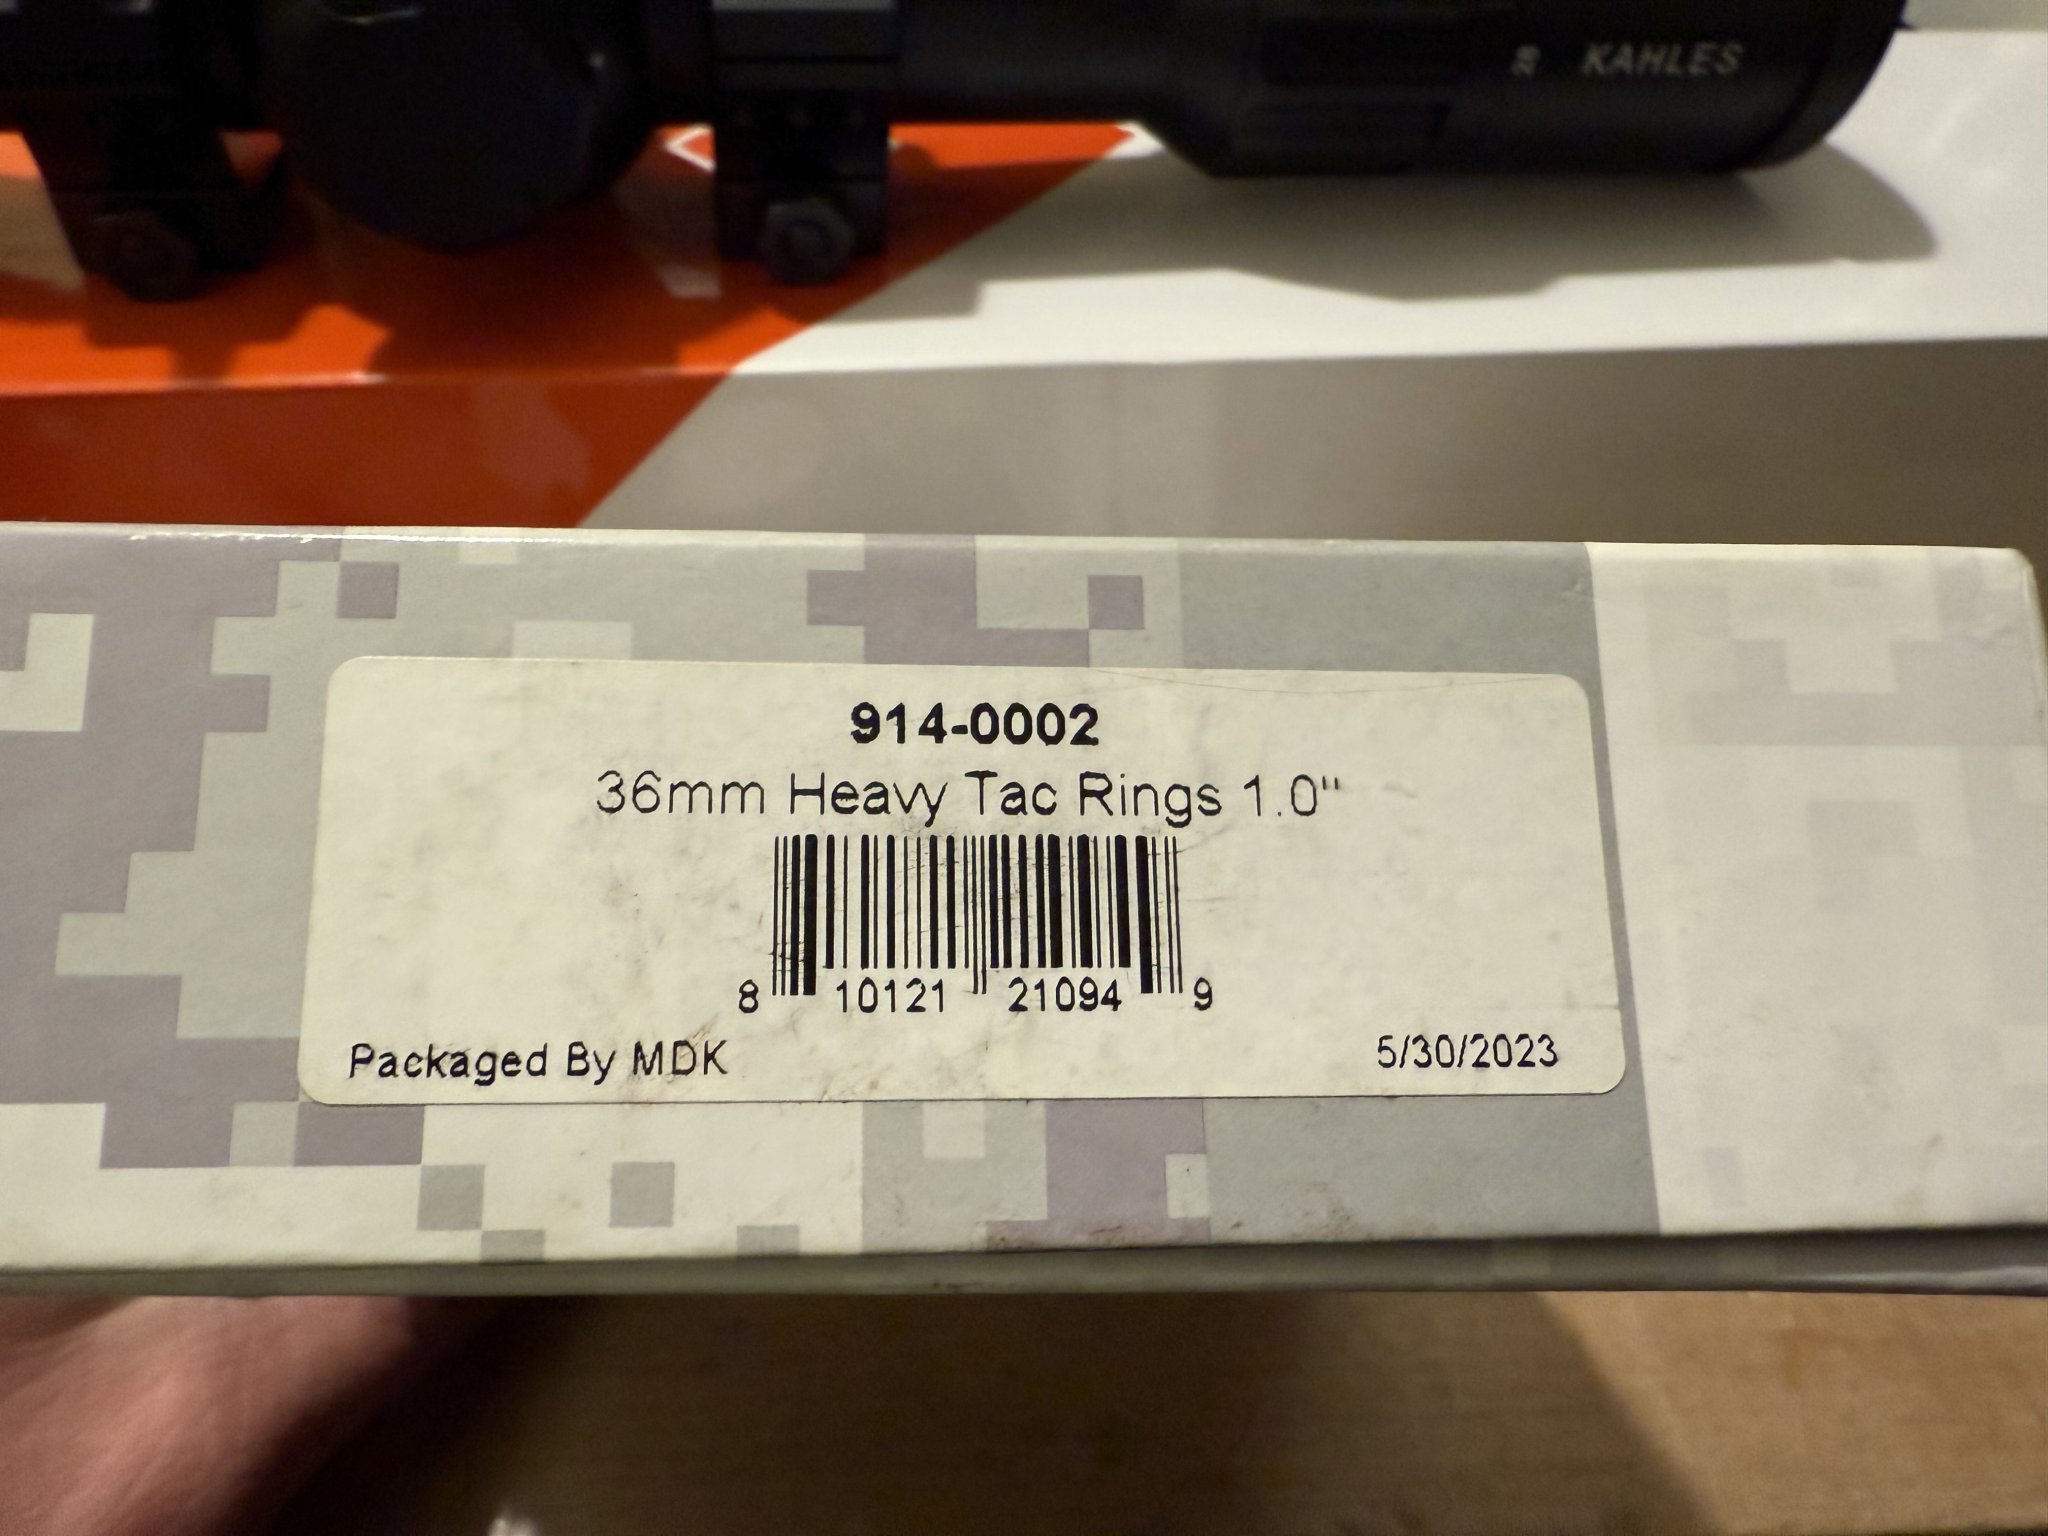 KAHLES
914-0002
36mm Heavy Tac Rings 1.0"
8 10121 21094 9
Packaged By MDK
5/30/2023